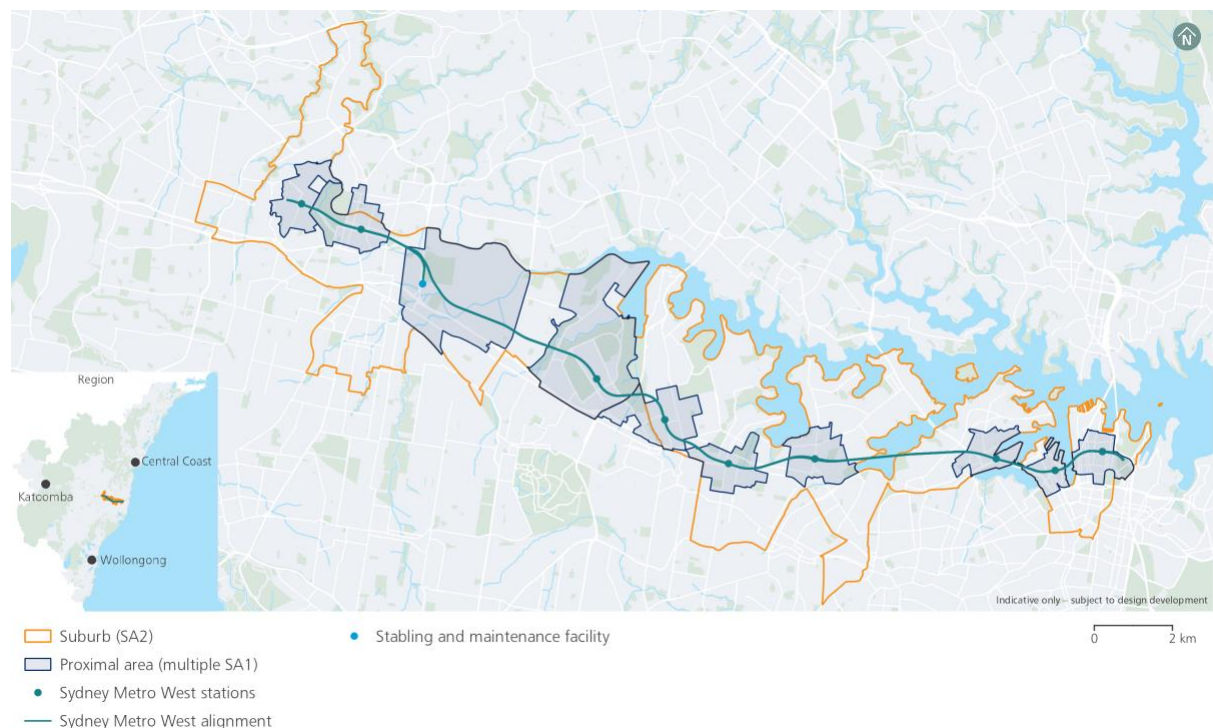 N
Region
Central Coast
Katoomba
Wollongong
Indicative only – subject to design development
Suburb (SA2)
Stabling and maintenance facility
0 2 km
Proximal area (multiple SA1)
Sydney Metro West stations
Sydney Metro West alignment